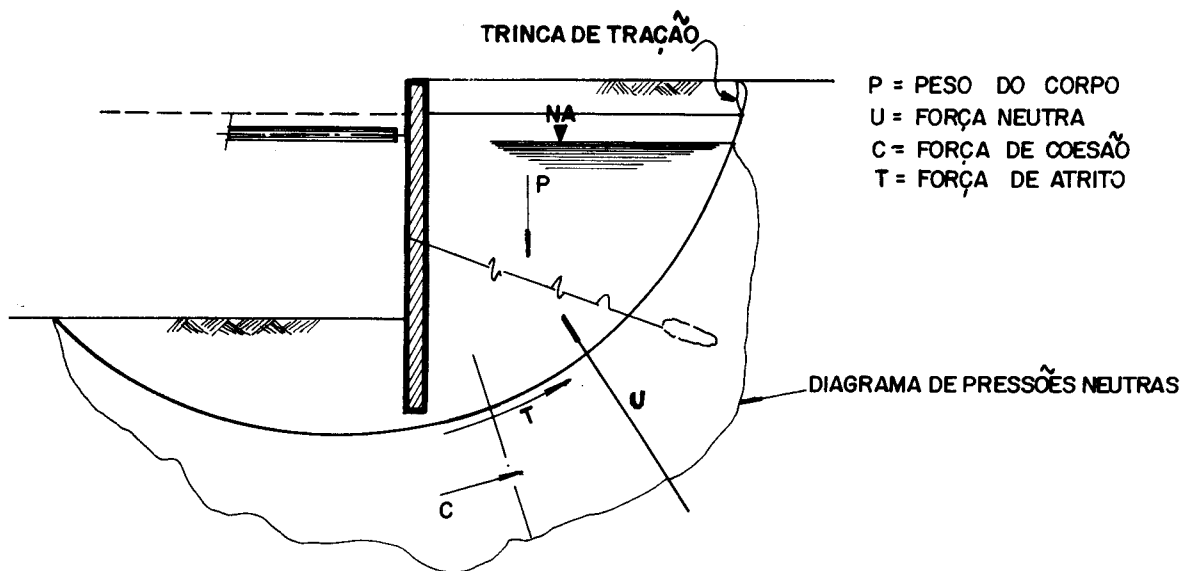 TRINCA DE TRAÇÃO
NA
P
P = PESO DO CORPO
U = FORÇA NEUTRA
C = FORÇA DE COESÃO
T = FORÇA DE ATRITO
DIAGRAMA DE PRESSÕES NEUTRAS
T
U
C